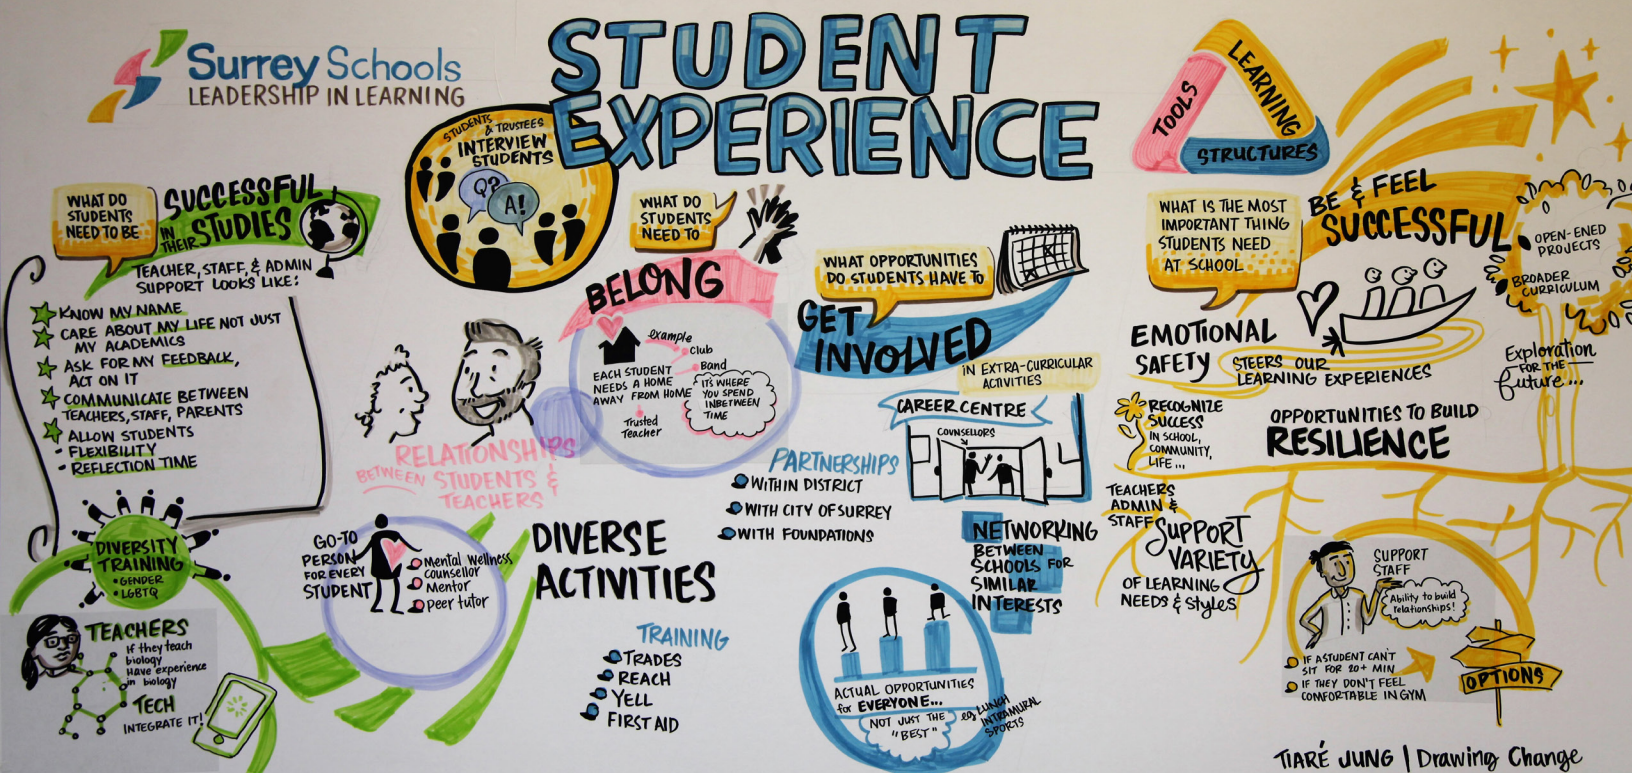 Surrey Schools
LEADERSHIP IN LEARNING
STUDENT
EXPERIENCE
STUDENTS
& TRUSTEES
INTERVIEW
STUDENTS
Q?
A!
TOOLS
LEARNING
STRUCTURES
WHAT DO
STUDENTS
NEED TO BE
SUCCESSFUL
IN
THEIR STUDIES
TEACHER, STAFF, & ADMIN
SUPPORT LOOKS LIKE:
KNOW MY NAME
CARE ABOUT MY LIFE NOT JUST
MY ACADEMICS
ASK FOR MY FEEDBACK,
ACT ON IT
COMMUNICATE BETWEEN
TEACHERS, STAFF, PARENTS
ALLOW STUDENTS
• FLEXIBILITY
• REFLECTION TIME
DIVERSITY
TRAINING
• GENDER
• LGBTQ
TEACHERS
If they teach
biology
Have experience
in biology
TECH
INTEGRATE IT!
WHAT DO
STUDENTS
NEED TO
BELONG
example
Club
Band
EACH STUDENT
NEEDS A HOME
AWAY FROM HOME
IT'S WHERE
YOU SPEND
INBETWEEN
TIME
Trusted
Teacher
RELATIONSHIPS
BETWEEN STUDENTS &
TEACHERS
GO-TO
PERSON
FOR EVERY
STUDENT
Mental Wellness
counsellor
Mentor
peer tutor
WHAT OPPORTUNITIES
DO STUDENTS HAVE TO
GET
INVOLVED
IN EXTRA-CURRICULAR
ACTIVITIES
CAREER CENTRE
COUNSELLORS
PARTNERSHIPS
WITHIN DISTRICT
WITH CITY OF SURREY
WITH FOUNDATIONS
DIVERSE
ACTIVITIES
TRAINING
TRADES
REACH
YELL
FIRST AID
NETWORKING
BETWEEN
SCHOOLS FOR
SIMILAR
INTERESTS
ACTUAL OPPORTUNITIES
for EVERYONE...
NOT JUST THE
"BEST"
eg LUNCH
INTRAMURAL
SPORTS
WHAT IS THE MOST
IMPORTANT THING
STUDENTS NEED
AT SCHOOL
BE & FEEL
SUCCESSFUL
EMOTIONAL
SAFETY
STEERS OUR
LEARNING EXPERIENCES
RECOGNIZE
SUCCESS
IN SCHOOL,
COMMUNITY,
LIFE...
OPPORTUNITIES TO BUILD
RESILIENCE
OPEN-ENED
PROJECTS
BROADER
CURRICULUM
Exploration
FOR THE
future...
TEACHERS
ADMIN &
STAFF
SUPPORT
VARIETY
OF LEARNING
NEEDS & styles
SUPPORT
STAFF
Ability to build
relationships!
IF A STUDENT CAN'T
SIT FOR 20+ MIN
IF THEY DON'T FEEL
COMFORTABLE IN GYM
OPTIONS
TIARÉ JUNG | Drawing Change